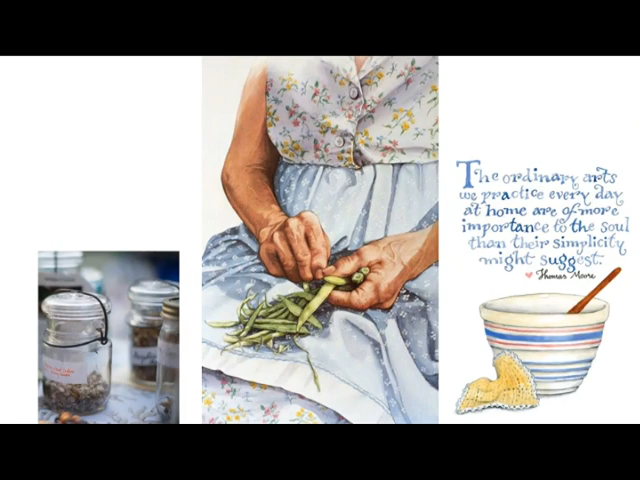 The ordinary arts
we practice every day
at home are of more
importance to the soul
than their simplicity
might suggest.
Thomas Moore